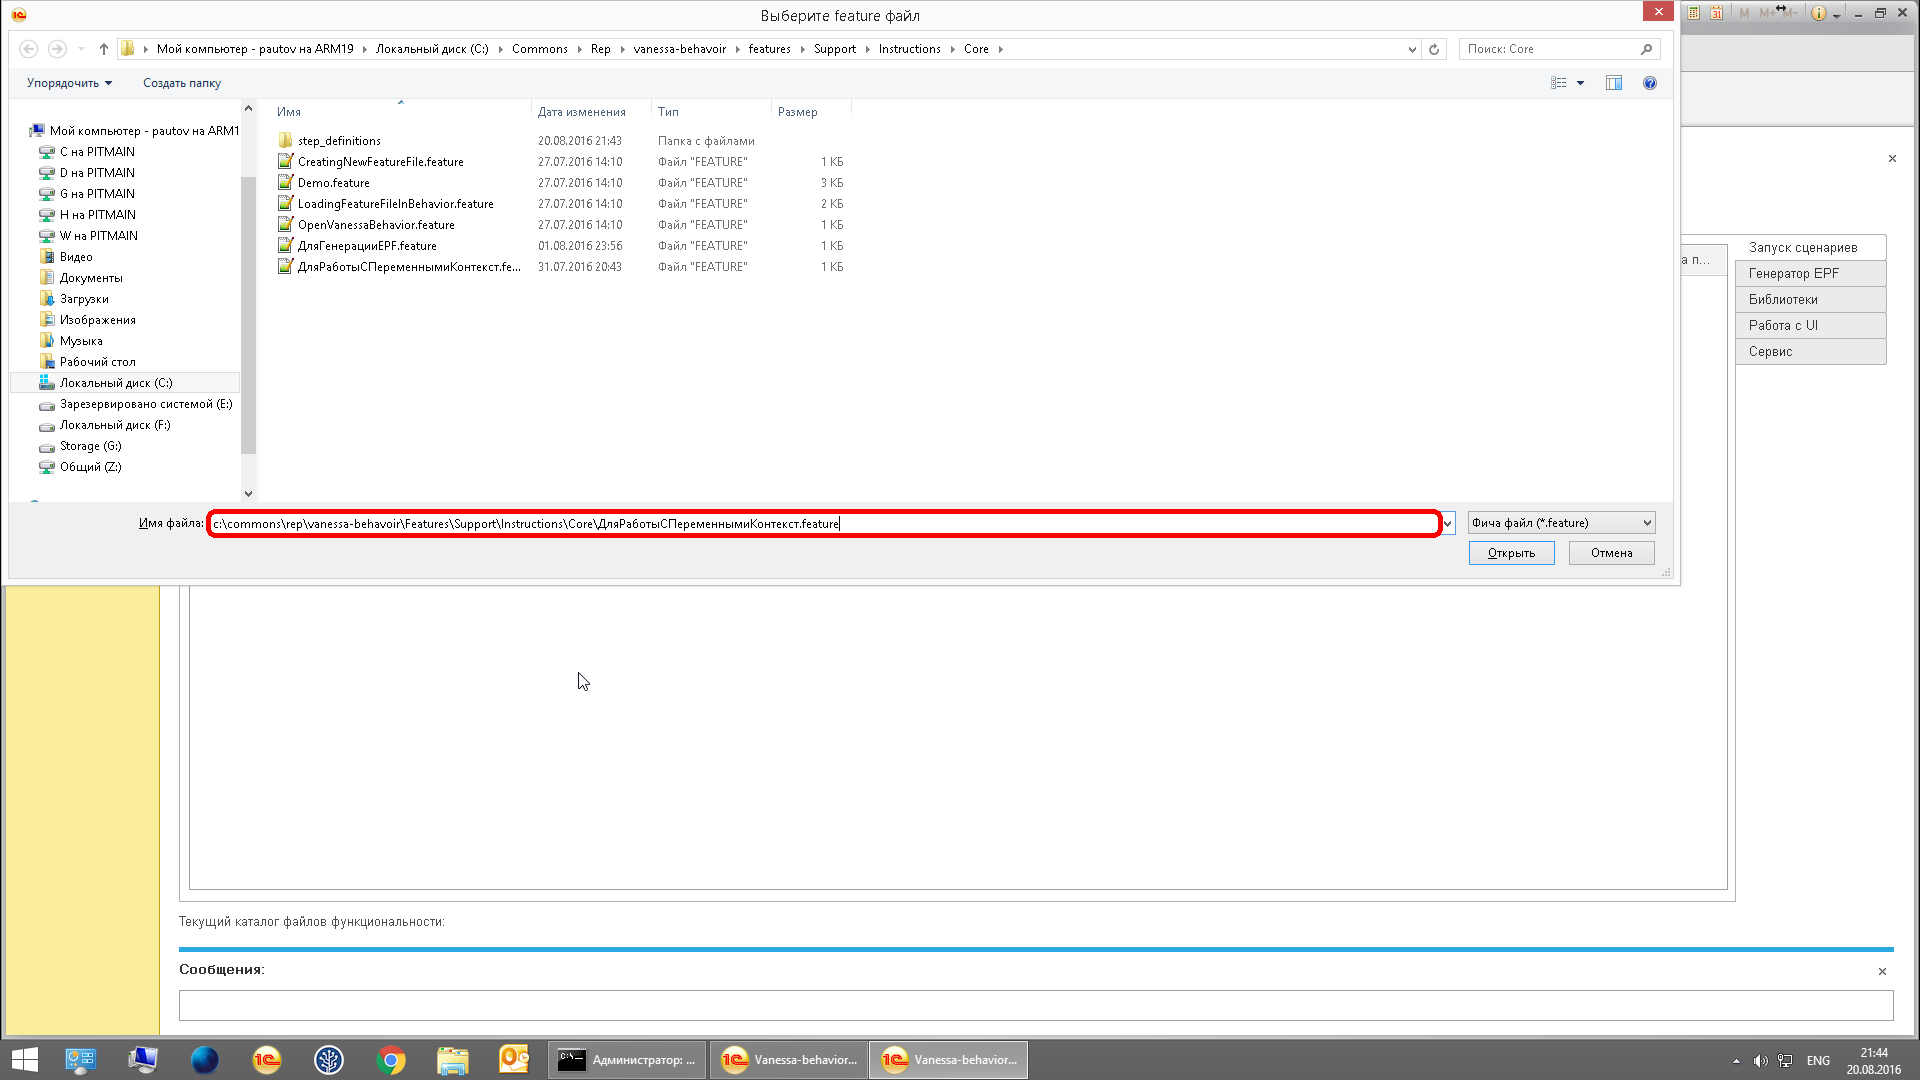 Выберите feature файл
Мой компьютер - pautov на ARM19 Локальный диск (C:) Commons Rep vanessa-behavoir features Support Instructions Core
Поиск: Core
M M+ M-
Упорядочить Создать папку
Имя Дата изменения Тип Размер
step_definitions 20.08.2016 21:43 Папка с файлами
CreatingNewFeatureFile.feature 27.07.2016 14:10 Файл "FEATURE" 1 КБ
Demo.feature 27.07.2016 14:10 Файл "FEATURE" 3 КБ
LoadingFeatureFileInBehavior.feature 27.07.2016 14:10 Файл "FEATURE" 2 КБ
OpenVanessaBehavior.feature 27.07.2016 14:10 Файл "FEATURE" 1 КБ
ДляГенерацииEPF.feature 01.08.2016 23:56 Файл "FEATURE" 1 КБ
ДляРаботыСПеременнымиКонтекст.fe... 31.07.2016 20:43 Файл "FEATURE" 1 КБ
Мой компьютер - pautov на ARM1
C на PITMAIN
D на PITMAIN
G на PITMAIN
H на PITMAIN
W на PITMAIN
Видео
Документы
Загрузки
Изображения
Музыка
Рабочий стол
Локальный диск (C:)
Зарезервировано системой (E:)
Локальный диск (F:)
Storage (G:)
Общий (Z:)
Имя файла: c:\commons\rep\vanessa-behavoir\Features\Support\Instructions\Core\ДляРаботыСПеременнымиКонтекст.feature
Фича файл (*.feature)
Открыть Отмена
а п...
Запуск сценариев
Генератор EPF
Библиотеки
Работа с UI
Сервис
Текущий каталог файлов функциональности:
Сообщения:
Администратор: ...
Vanessa-behavior...
Vanessa-behavior...
ENG
21:44
20.08.2016